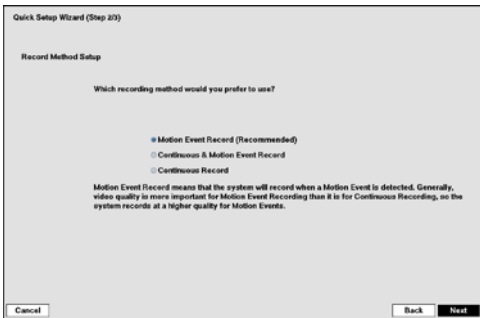 Quick Setup Wizard (Step 2/3)
Record Method Setup
Which recording method would you prefer to use?
Motion Event Record (Recommended)
Continuous & Motion Event Record
Continuous Record
Motion Event Record means that the system will record when a Motion Event is detected. Generally,
video quality is more important for Motion Event Recording than it is for Continuous Recording, so the
system records at a higher quality for Motion Events.
Cancel Back Next